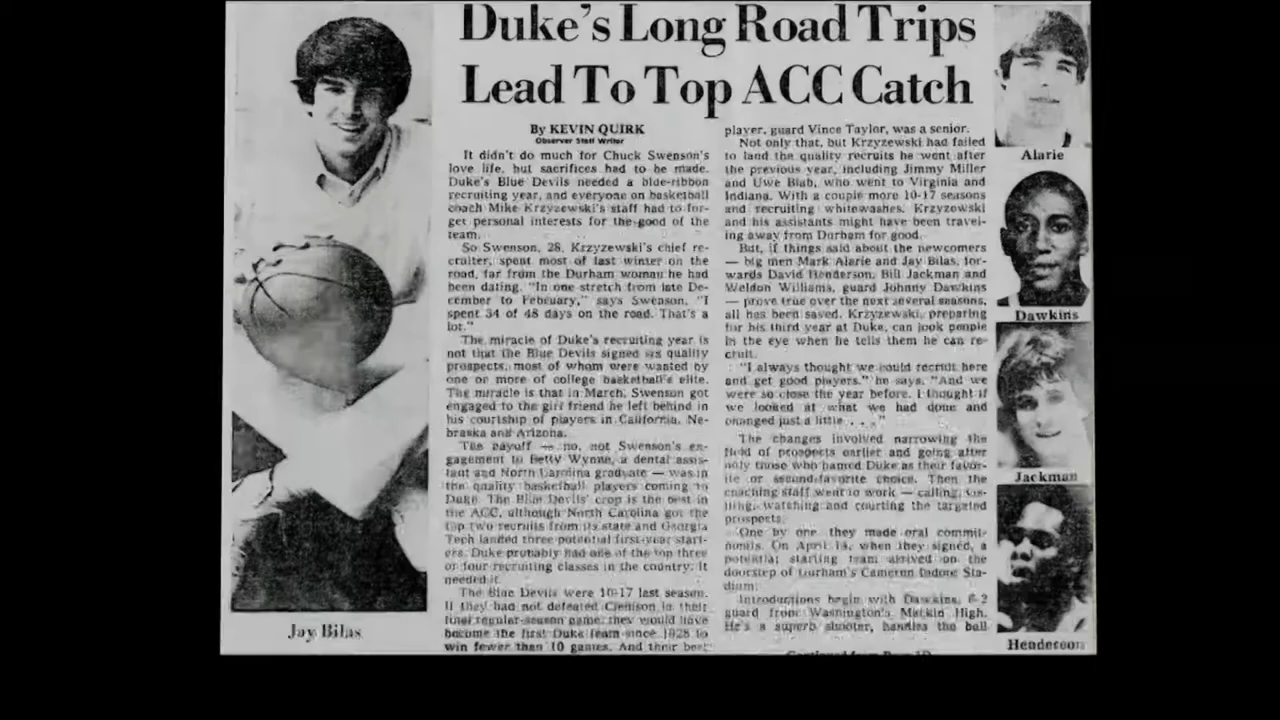 Duke's Long Road Trips
Lead To Top ACC Catch
By KEVIN QUIRK
Observer Staff Writer
It didn't do much for Chuck Swenson's
love life, but sacrifices had to be made.
Duke's Blue Devils needed a blue-ribbon
recruiting year, and everyone on basketball
coach Mike Krzyzewski's staff had to for-
get personal interests for the good of the
team.
So Swenson, 28, Krzyzewski's chief re-
cruiter, spent most of last winter on the
road, far from the Durham woman he had
been dating. "In one stretch from late De-
cember to February," says Swenson, "I
spent 34 of 48 days on the road. That's a
lot."
The miracle of Duke's recruiting year is
not that the Blue Devils signed six quality
prospects, most of whom were wanted by
one or more of college basketball's elite.
The miracle is that in March, Swenson got
engaged to the girl friend he left behind in
his courtship of players in California, Ne-
braska and Arizona.
The payoff — no, not Swenson's en-
gagement to Betty Wynne, a dental assis-
tant and North Carolina graduate — was in
the quality basketball players coming to
Duke. The Blue Devils' crop is the best in
the ACC, although North Carolina got the
top two recruits from its state and Georgia
Tech landed three potential first-year start-
ers. Duke probably had one of the top three
or four recruiting classes in the country. It
needed it.
The Blue Devils were 10-17 last season.
If they had not defeated Clemson in their
final regular-season game, they would have
become the first Duke team since 1928 to
win fewer than 10 games. And their best
player, guard Vince Taylor, was a senior.
Not only that, but Krzyzewski had failed
to land the quality recruits he went after
the previous year, including Jimmy Miller
and Uwe Blab, who went to Virginia and
Indiana. With a couple more 10-17 seasons
and recruiting whitewashes, Krzyzowski
and his assistants might have been travel-
ing away from Durham for good.
But, if things said about the newcomers
— big men Mark Alarie and Jay Bilas, for-
wards David Henderson, Bill Jackman and
Weldon Williams, guard Johnny Dawkins
— prove true over the next several seasons,
all has been saved. Krzyzewski, preparing
for his third year at Duke, can look people
in the eye when he tells them he can re-
cruit.
"I always thought we could recruit here
and get good players," he says. "And we
were so close the year before. I thought if
we looked at what we had done and
changed just a little . . . "
The changes involved narrowing the
field of prospects earlier and going after
only those who named Duke as their favor-
ite or second-favorite choice. Then the
coaching staff went to work — calling, vis-
iting, watching and courting the targeted
prospects.
One by one they made oral commit-
ments. On April 14, when they signed, a
potential starting team arrived on the
doorstep of Durham's Cameron Indoor Sta-
dium.
Introductions begin with Dawkins, 6-2
guard from Washington's Mackin High.
He's a superb shooter, handles the ball
Jay Bilas
Alarie
Dawkins
Jackman
Henderson